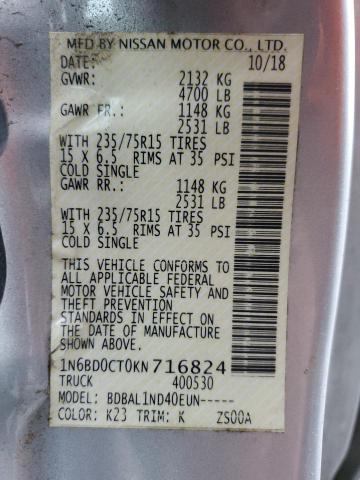 MFD BY NISSAN MOTOR CO., LTD.
DATE: 10/18
GVWR: 2132 KG
4700 LB
GAWR FR.: 1148 KG
2531 LB
WITH 235/75R15 TIRES
15 X 6.5 RIMS AT 35 PSI
COLD SINGLE
GAWR RR.: 1148 KG
2531 LB
WITH 235/75R15 TIRES
15 X 6.5 RIMS AT 35 PSI
COLD SINGLE
THIS VEHICLE CONFORMS TO
ALL APPLICABLE FEDERAL
MOTOR VEHICLE SAFETY AND
THEFT PREVENTION
STANDARDS IN EFFECT ON
THE DATE OF MANUFACTURE
SHOWN ABOVE.
1N6BD0CT0KN716824
TRUCK 400530
MODEL: BDBAL1ND40EUN-----
COLOR: K23 TRIM: K ZS00A